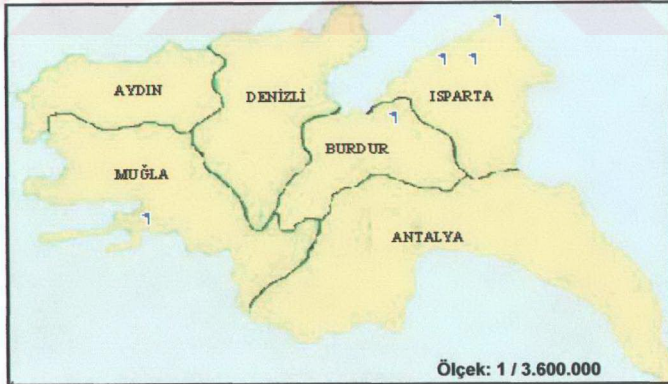 AYDIN
DENİZLİ
ISPARTA
BURDUR
MUĞLA
ANTALYA
Ölçek: 1 / 3.600.000